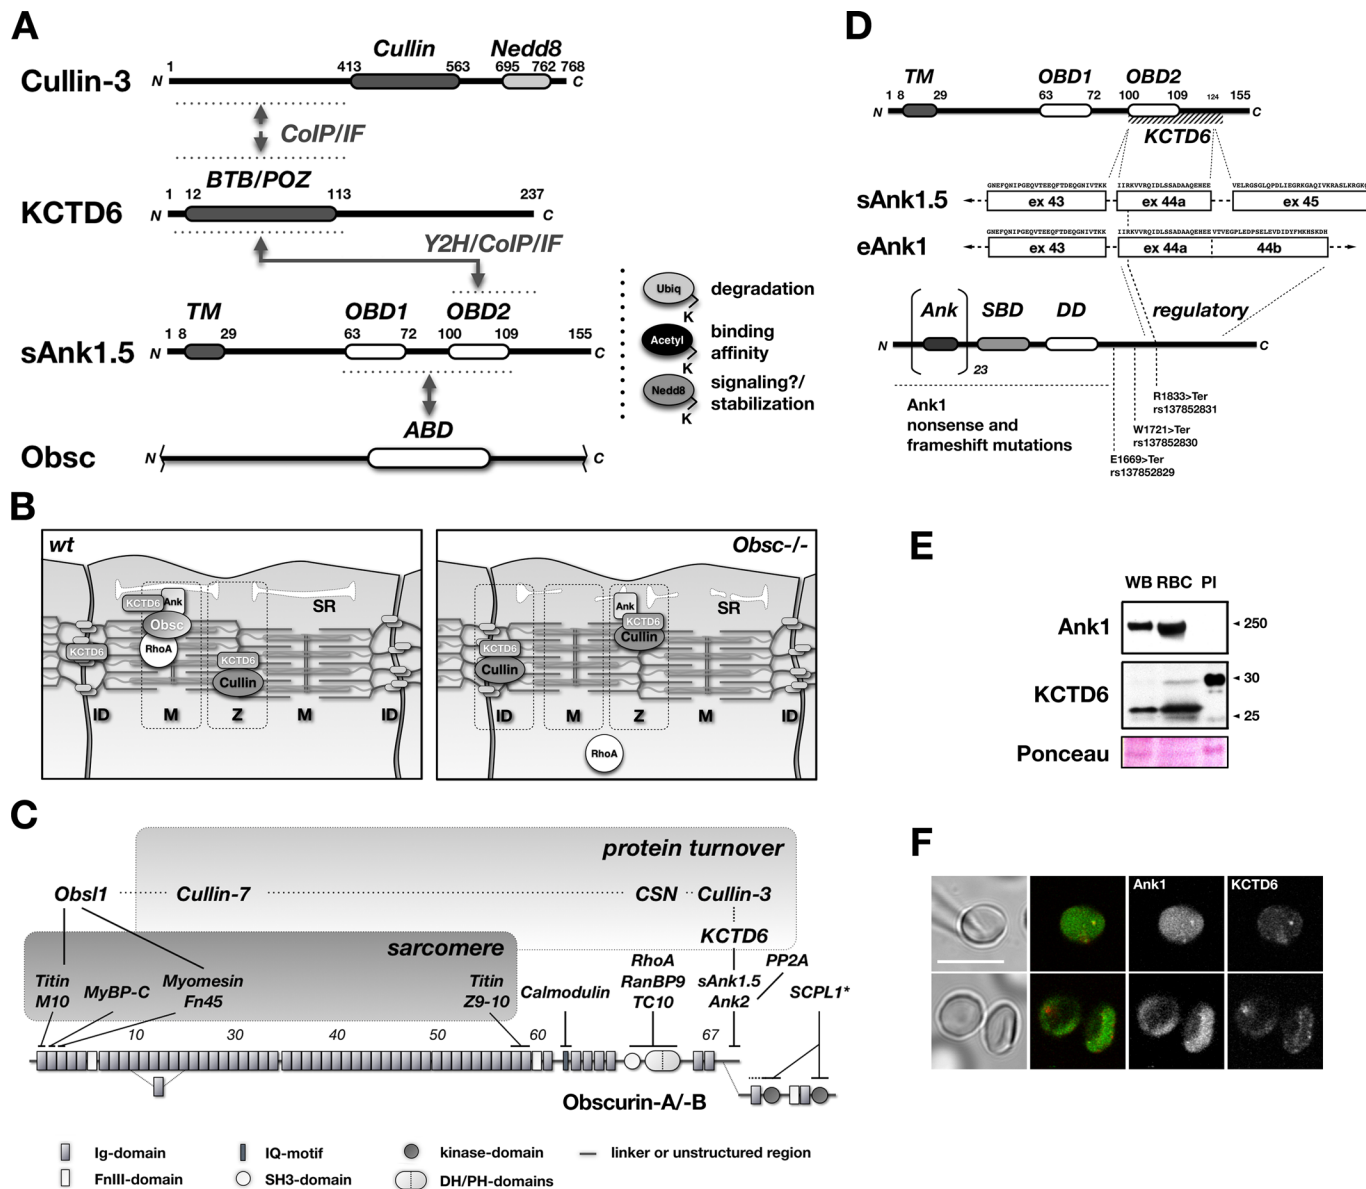 A
Cullin Nedd8
1 413 563 695 762 768
Cullin-3 N C
CoIP/IF
BTB/POZ
1 12 113 237
KCTD6 N C
Y2H/CoIP/IF
TM OBD1 OBD2
1 8 29 63 72 100 109 155
sAnk1.5 N C
ABD
Obsc N C
Ubiq degradation
K
Acetyl binding
affinity
K
Nedd8 signaling?/
stabilization
K
B
wt
KCTD6 Ank
Obsc
SR
KCTD6 RhoA
KCTD6
Cullin
ID M Z M ID
Obsc-/-
Ank SR
KCTD6
Cullin
KCTD6
Cullin
ID M Z M ID
RhoA
C
protein turnover
Obsl1 Cullin-7 CSN Cullin-3
KCTD6
sarcomere
Titin
M10
MyBP-C
Myomesin
Fn45
Titin
Z9-10
Calmodulin
RhoA
RanBP9
TC10
sAnk1.5
Ank2
PP2A
SCPL1*
10 30 40 50 60 67
Obscurin-A/-B
Ig-domain IQ-motif kinase-domain linker or unstructured region
FnIII-domain SH3-domain DH/PH-domains
D
TM OBD1 OBD2
1 8 29 63 72 100 109 124 155
N C
KCTD6
GNEFQNIPGEQVTEEQFTDEQGNIVTKK IIRKVVRQIDLSSADAAQEHEE VELRGSGLQPDLIEGRKGAQIVKRASLKRGK
sAnk1.5 ex 43 ex 44a ex 45
GNEFQNIPGEQVTEEQFTDEQGNIVTKK IIRKVVRQIDLSSADAAQEHEE VTVEGPLEDPSELEVDIDYFMKHSKDH
eAnk1 ex 43 ex 44a 44b
Ank SBD DD regulatory
N C
23
Ank1
nonsense and
frameshift mutations
R1833>Ter
rs137852831
W1721>Ter
rs137852830
E1669>Ter
rs137852829
E
WB RBC PI
Ank1 250
KCTD6 30
25
Ponceau
F
Ank1 KCTD6